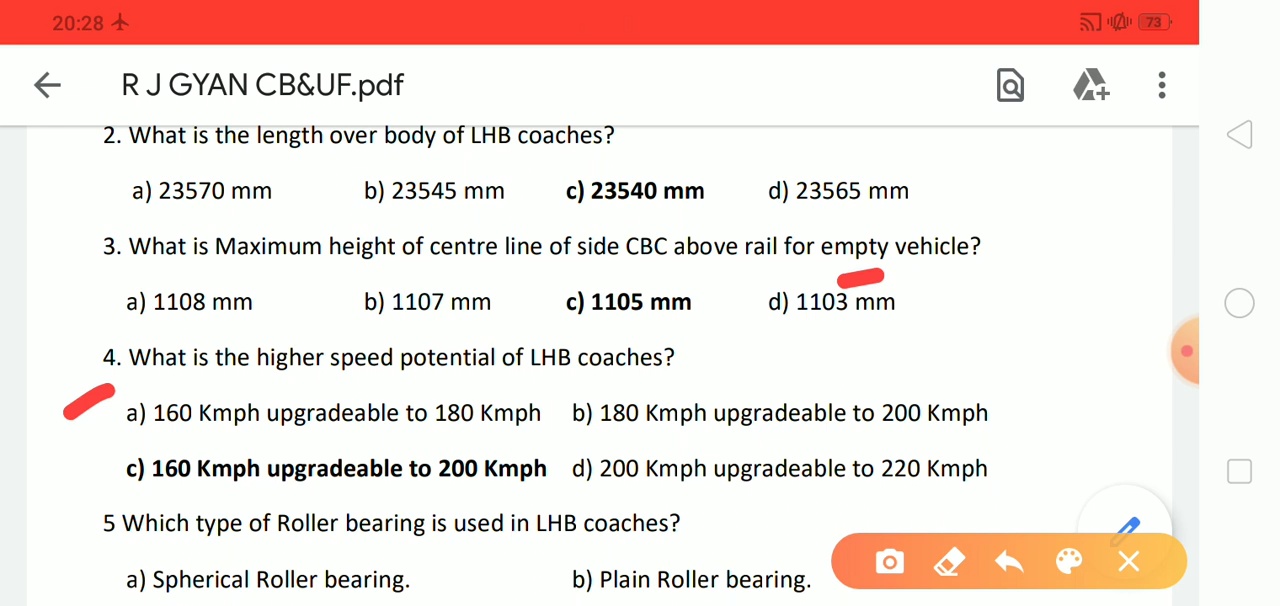 20:28
73
R J GYAN CB&UF.pdf
2. What is the length over body of LHB coaches?
a) 23570 mm b) 23545 mm c) 23540 mm d) 23565 mm
3. What is Maximum height of centre line of side CBC above rail for empty vehicle?
a) 1108 mm b) 1107 mm c) 1105 mm d) 1103 mm
4. What is the higher speed potential of LHB coaches?
a) 160 Kmph upgradeable to 180 Kmph b) 180 Kmph upgradeable to 200 Kmph
c) 160 Kmph upgradeable to 200 Kmph d) 200 Kmph upgradeable to 220 Kmph
5 Which type of Roller bearing is used in LHB coaches?
a) Spherical Roller bearing. b) Plain Roller bearing.